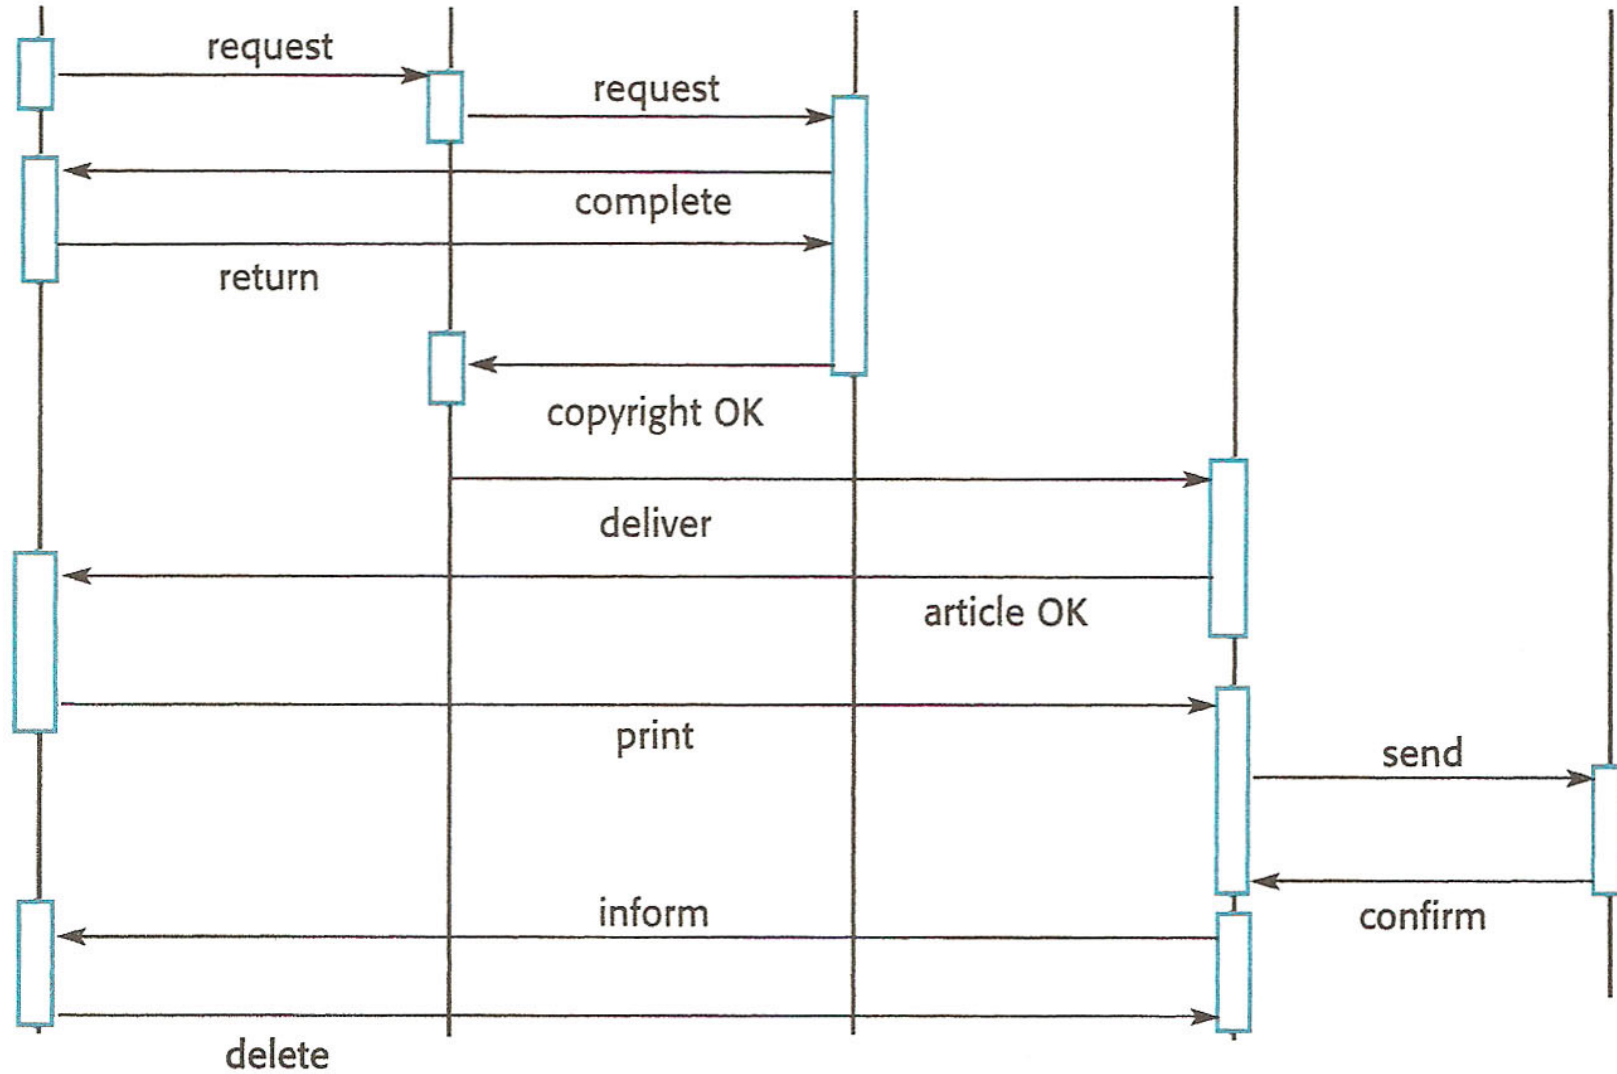 request
request
complete
return
copyright OK
deliver
article OK
print
send
inform
confirm
delete